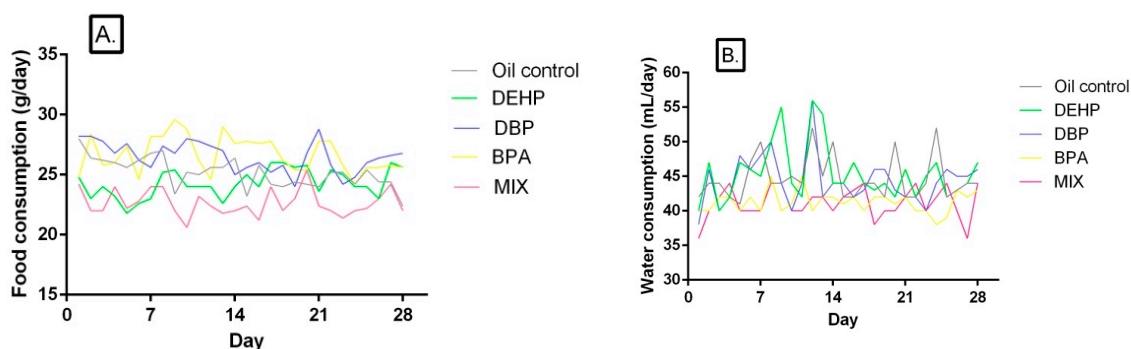 A.
Food consumption (g/day)
35
30
25
20
15
0
7
14
21
28
Day
Oil control
DEHP
DBP
BPA
MIX
B.
Water consumption (mL/day)
60
55
50
45
40
35
30
0
7
14
21
28
Day
Oil control
DEHP
DBP
BPA
MIX